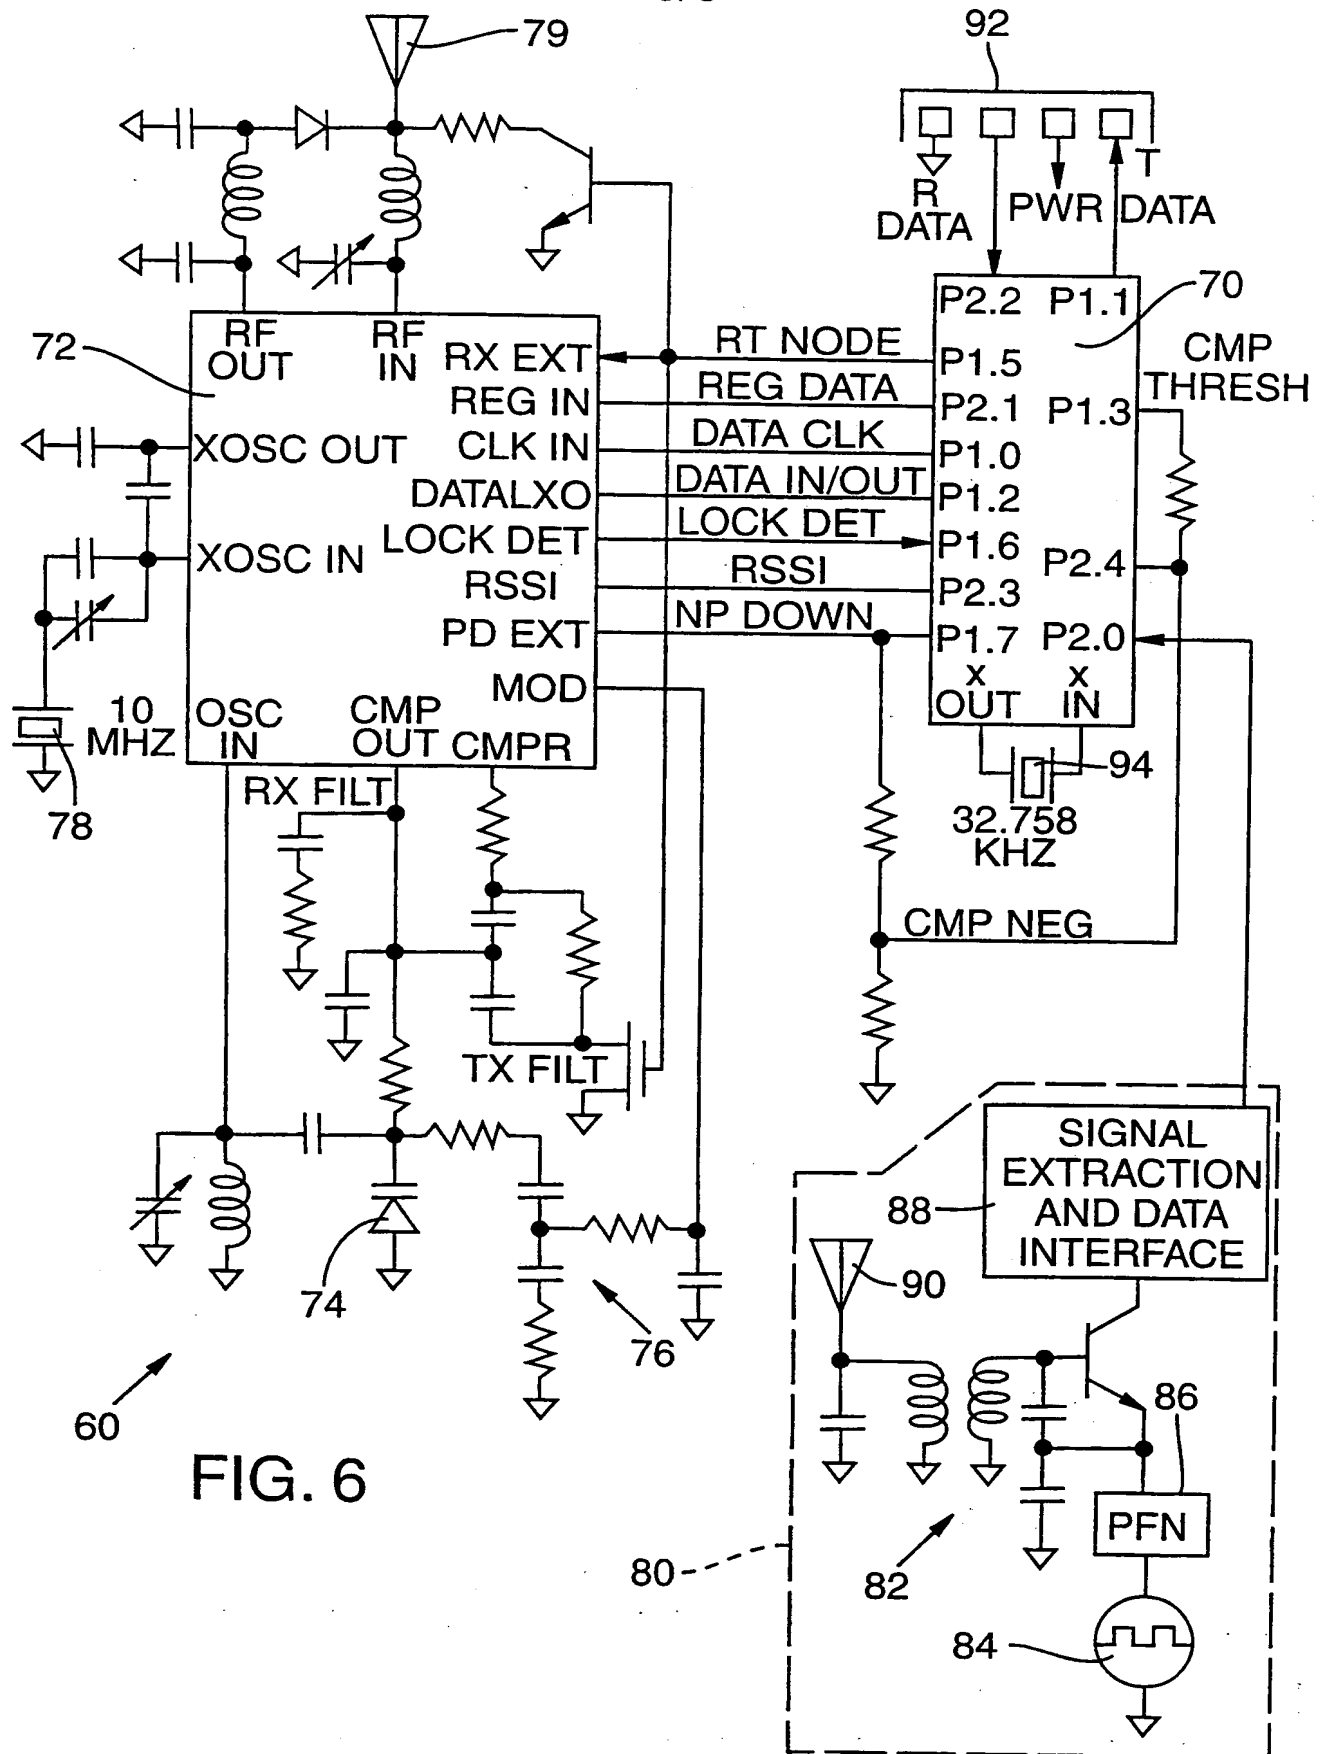 79
92
R
DATA
PWR
T
DATA
72
RF
OUT
RF
IN
RX EXT
REG IN
CLK IN
DATALXO
LOCK DET
RSSI
PD EXT
MOD
XOSC OUT
XOSC IN
OSC
IN
CMP
OUT
CMPR
10
MHZ
78
RT NODE
REG DATA
DATA CLK
DATA IN/OUT
LOCK DET
RSSI
NP DOWN
P2.2
P1.1
70
P1.5
P2.1
P1.3
P1.0
P1.2
P1.6
P2.4
P2.3
P1.7
P2.0
X
OUT
X
IN
CMP
THRESH
94
32.758
KHZ
RX FILT
CMP NEG
TX FILT
74
76
60
FIG. 6
SIGNAL
EXTRACTION
AND DATA
INTERFACE
88
90
86
PFN
80
82
84